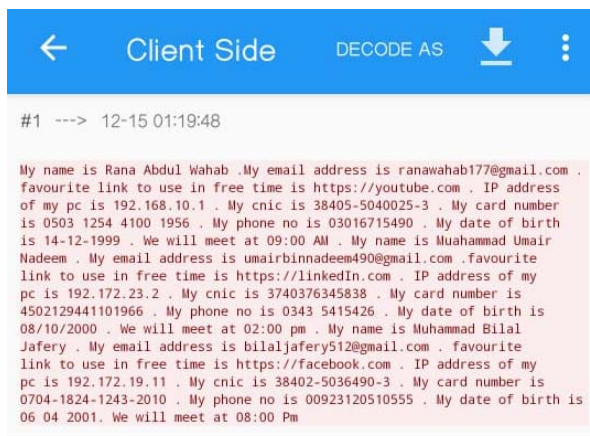 Client Side
DECODE AS
#1 ---> 12-15 01:19:48
My name is Rana Abdul Wahab .My email address is ranawahab177@gmail.com .
favourite link to use in free time is https://youtube.com . IP address
of my pc is 192.168.10.1 . My cnic is 38405-5040025-3 . My card number
is 0503 1254 4100 1956 . My phone no is 03016715490 . My date of birth
is 14-12-1999 . We will meet at 09:00 AM . My name is Muahammad Umair
Nadeem . My email address is umairbinnadeem490@gmail.com .favourite
link to use in free time is https://linkedIn.com . IP address of my
pc is 192.172.23.2 . My cnic is 3740376345838 . My card number is
4502129441101966 . My phone no is 0343 5415426 . My date of birth is
08/10/2000 . We will meet at 02:00 pm . My name is Muhammad Bilal
Jafery . My email address is bilaljafery512@gmail.com . favourite
link to use in free time is https://facebook.com . IP address of my
pc is 192.172.19.11 . My cnic is 38402-5036490-3 . My card number is
0704-1824-1243-2010 . My phone no is 00923120510555 . My date of birth is
06 04 2001. We will meet at 08:00 Pm